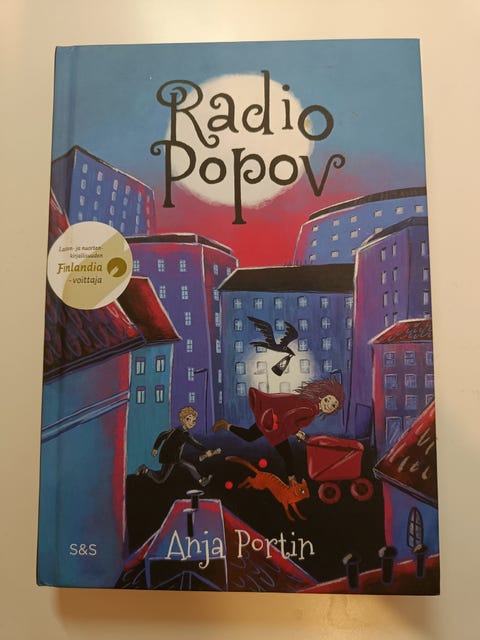 Radio
Popov
Lasten- ja nuorten-
kirjallisuuden
Finlandia
-voittaja
S&S
Anja Portin